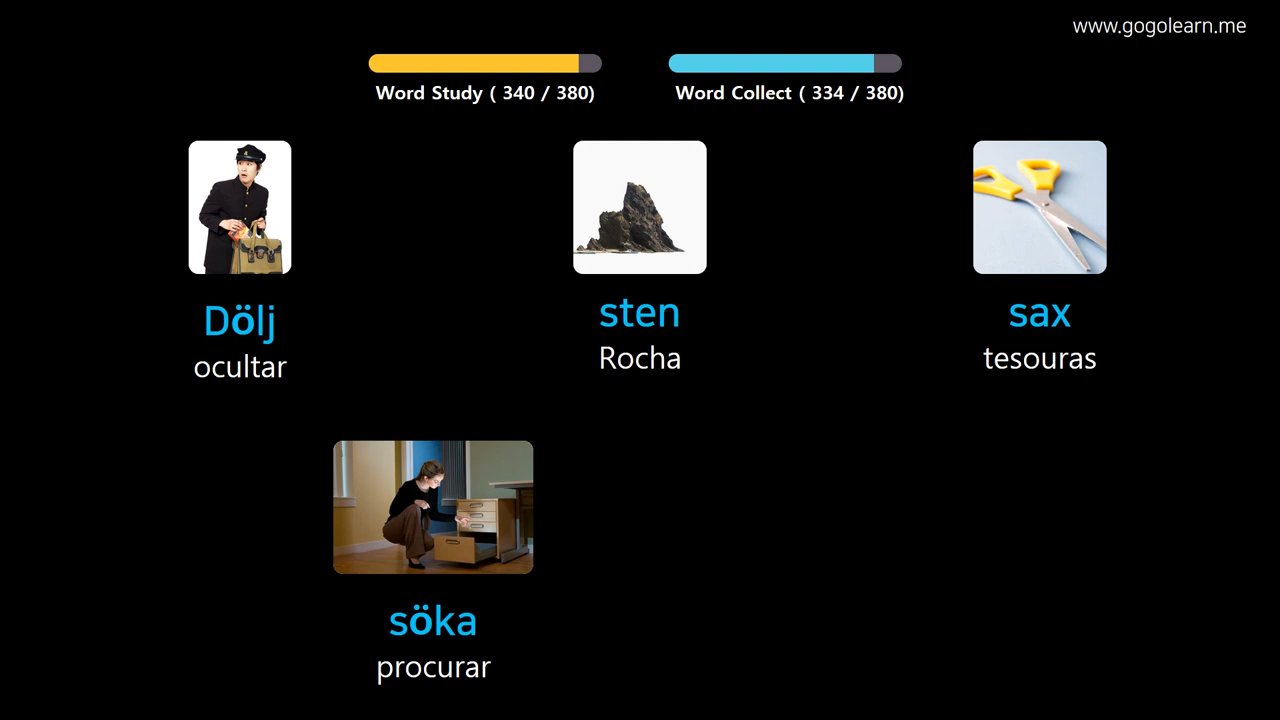 www.gogolearn.me
Word Study ( 340 / 380)
Word Collect ( 334 / 380)
Dölj
ocultar
sten
Rocha
sax
tesouras
söka
procurar